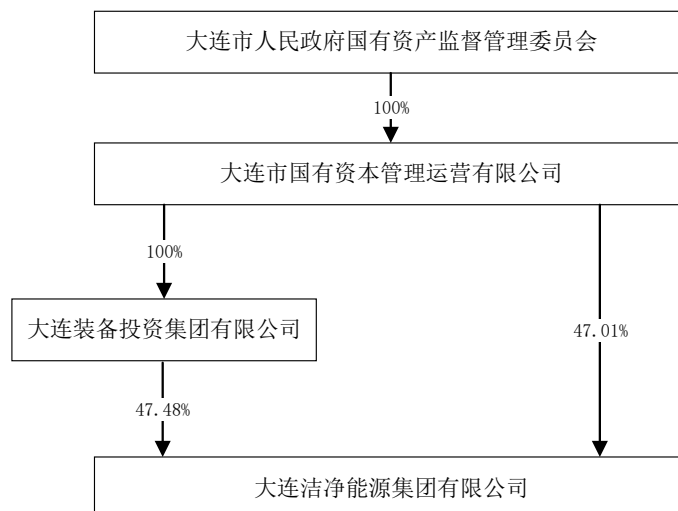 大连市人民政府国有资产监督管理委员会
100%
大连市国有资本管理运营有限公司
100%
大连装备投资集团有限公司
47.01%
47.48%
大连洁净能源集团有限公司